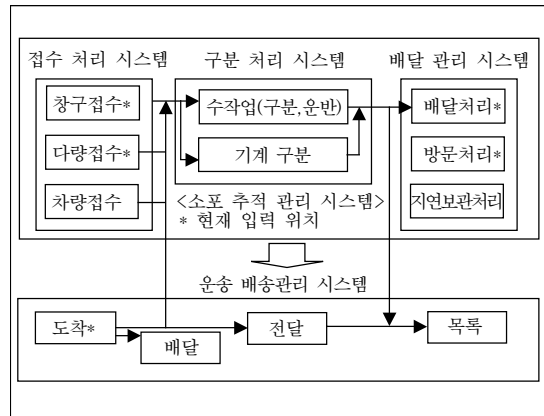 접수 처리 시스템
구분 처리 시스템
배달 관리 시스템
창구접수*
다량접수*
차량접수
수작업(구분,운반)
기계 구분
배달처리*
방문처리*
지연보관처리
<소포 추적 관리 시스템>
* 현재 입력 위치
운송 배송관리 시스템
도착*
배달
전달
목록